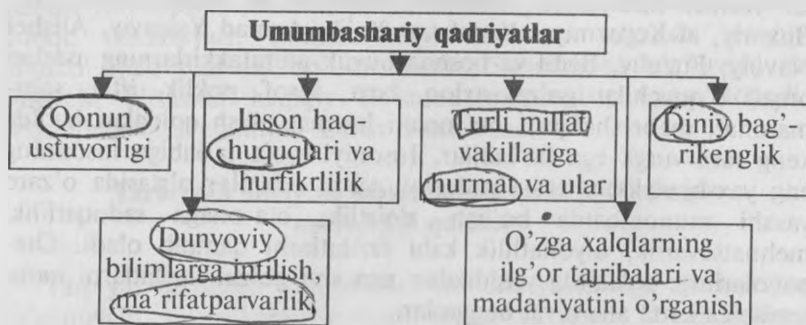 Umumbashariy qadriyatlar
Qonun
ustuvorligi
Inson haq-
huquqlari va
hurfikrlilik
Turli millat
vakillariga
hurmat va ular
Diniy bag’-
rikenglik
Dunyoviy
bilimlarga intilish,
ma’rifatparvarlik
O’zga xalqlarning
ilg’or tajribalari va
madaniyatini o’rganish